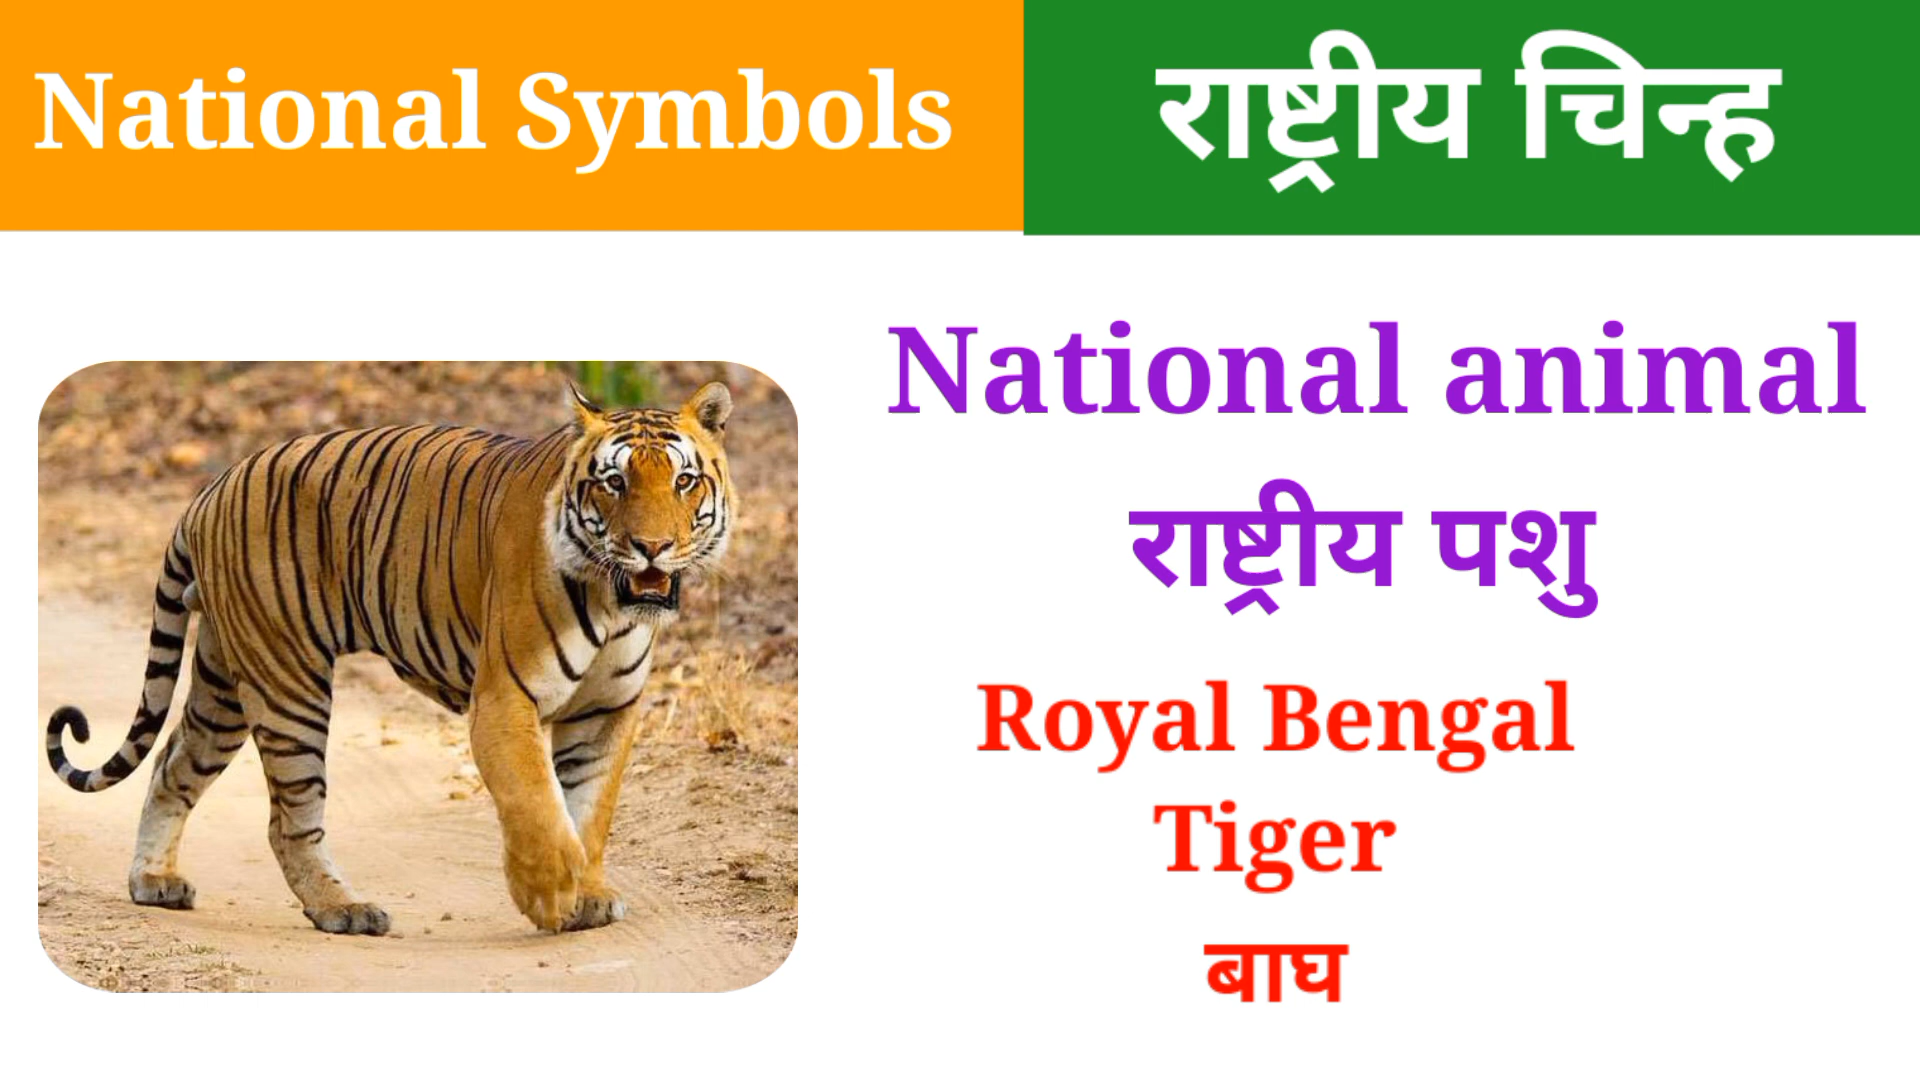 National Symbols
राष्ट्रीय चिन्ह
National animal
राष्ट्रीय पशु
Royal Bengal
Tiger
बाघ